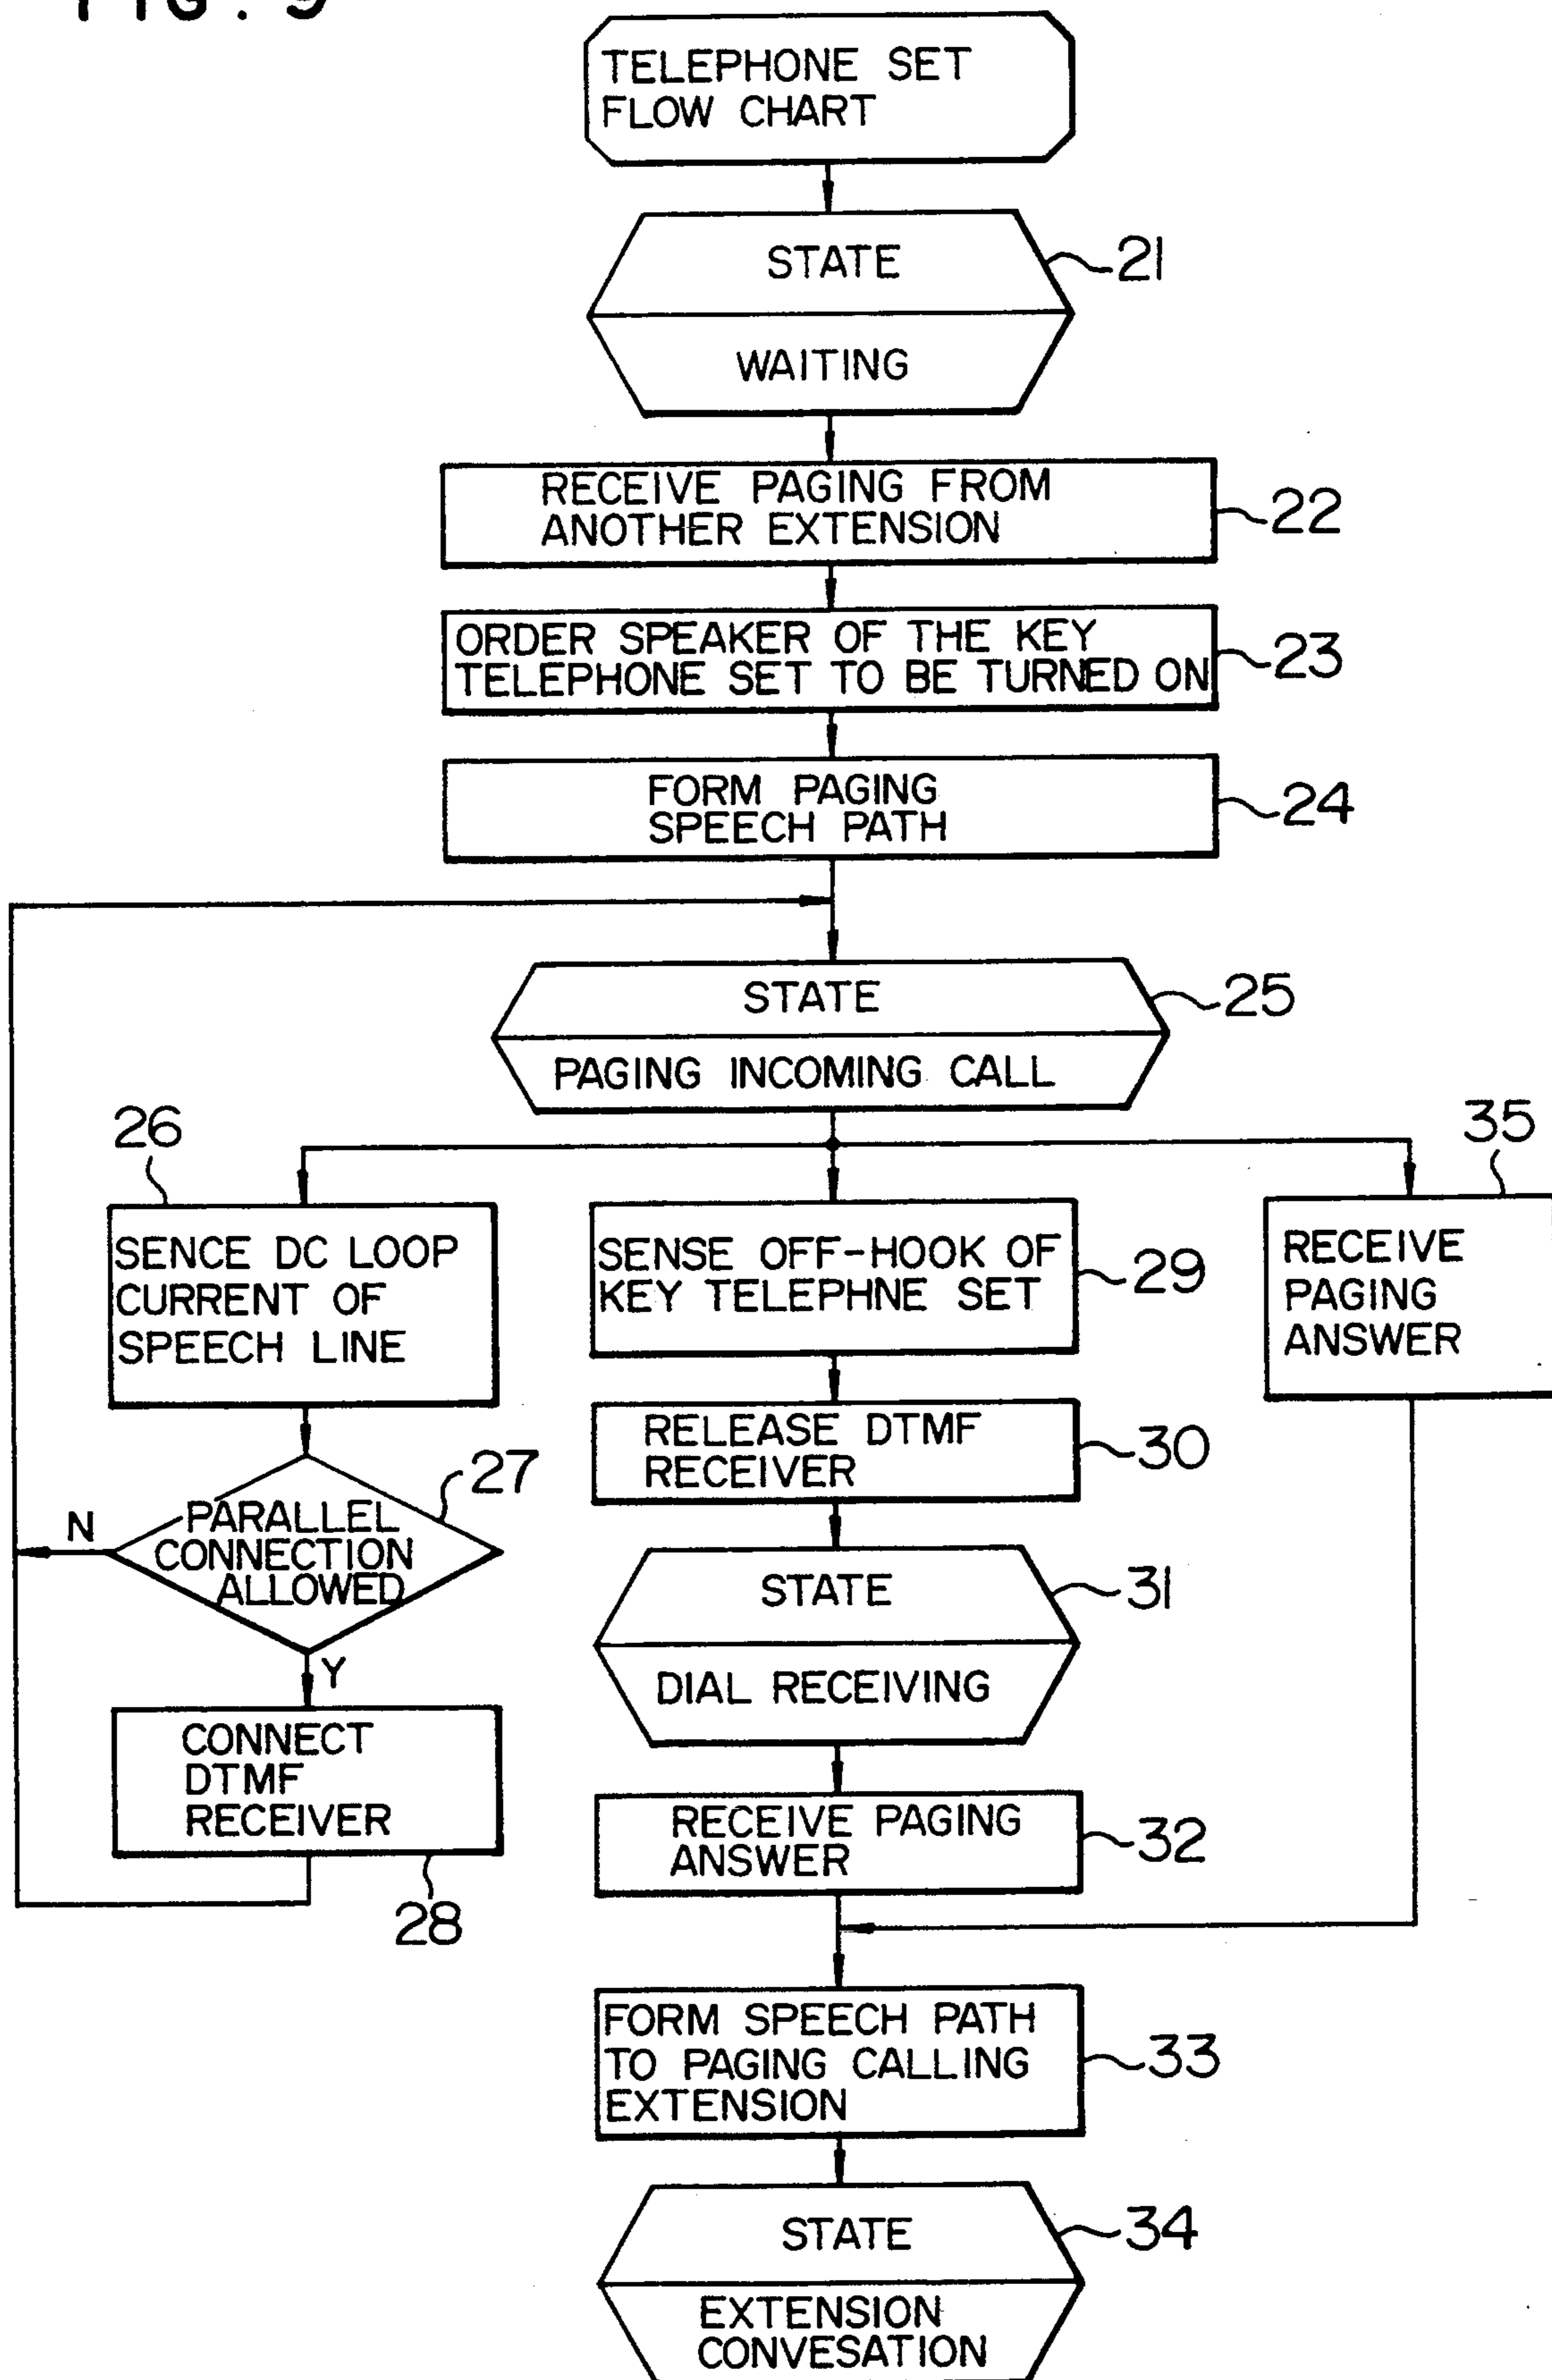 TELEPHONE SET
FLOW CHART
STATE
21
WAITING
RECEIVE PAGING FROM
ANOTHER EXTENSION
22
ORDER SPEAKER OF THE KEY
TELEPHONE SET TO BE TURNED ON
23
FORM PAGING
SPEECH PATH
24
STATE
25
PAGING INCOMING CALL
26
SENCE DC LOOP
CURRENT OF
SPEECH LINE
27
PARALLEL
CONNECTION
ALLOWED
N
Y
CONNECT
DTMF
RECEIVER
28
SENSE OFF-HOOK OF
KEY TELEPHNE SET
29
RELEASE DTMF
RECEIVER
30
STATE
31
DIAL RECEIVING
RECEIVE PAGING
ANSWER
32
35
RECEIVE
PAGING
ANSWER
FORM SPEECH PATH
TO PAGING CALLING
EXTENSION
33
STATE
34
EXTENSION
CONVESATION